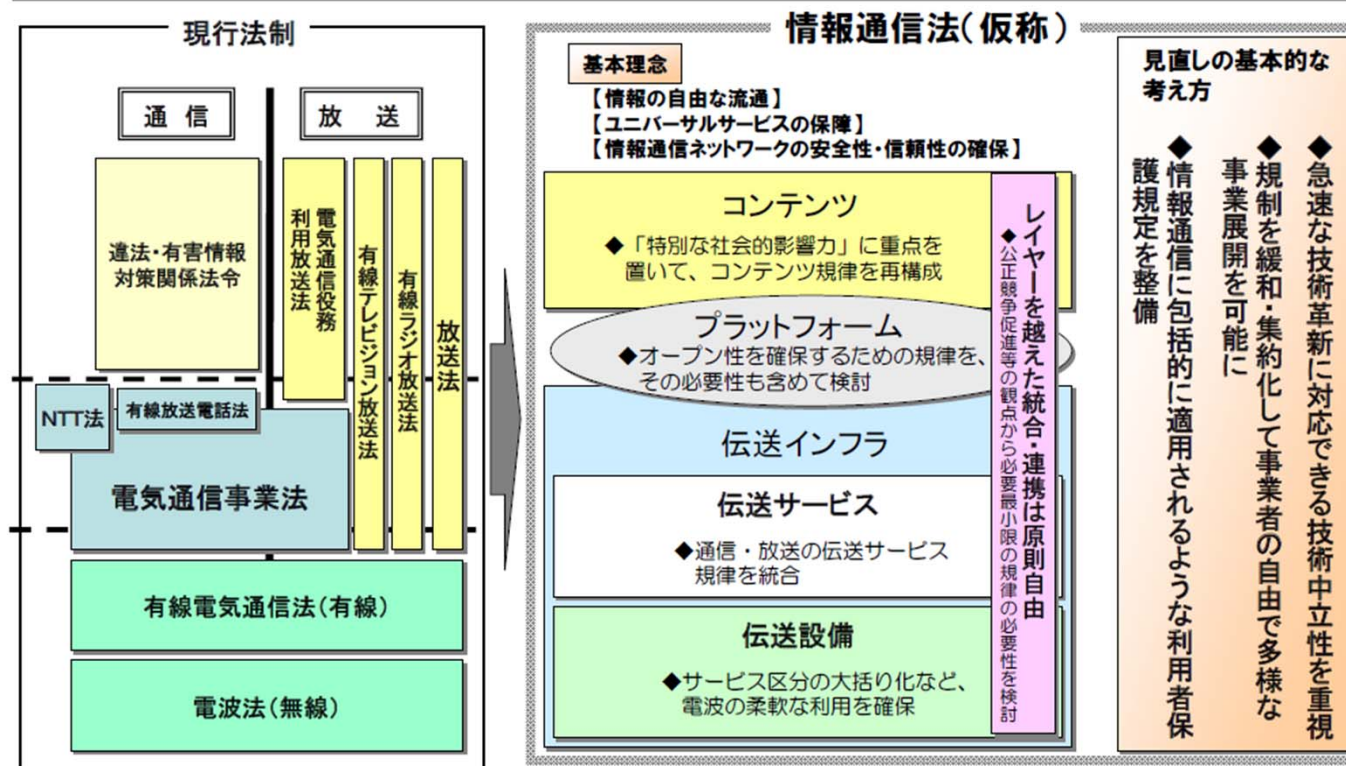 現行法制
通信
放送
違法・有害情報
対策関係法令
電気通信役務
利用放送法
有線テレビジョン放送法
有線ラジオ放送法
放送法
NTT法
有線放送電話法
電気通信事業法
有線電気通信法(有線)
電波法(無線)
情報通信法(仮称)
基本理念
【情報の自由な流通】
【ユニバーサルサービスの保障】
【情報通信ネットワークの安全性・信頼性の確保】
コンテンツ
◆「特別な社会的影響力」に重点を
置いて、コンテンツ規律を再構成
プラットフォーム
◆オープン性を確保するための規律を、
その必要性も含めて検討
伝送インフラ
伝送サービス
◆通信・放送の伝送サービス
規律を統合
伝送設備
◆サービス区分の大括り化など、
電波の柔軟な利用を確保
レイヤーを越えた統合・連携は原則自由
◆公正競争促進等の観点から必要最小限の規律の必要性を検討
見直しの基本的な
考え方
◆急速な技術革新に対応できる技術中立性を重視
◆規制を緩和・集約化して事業者の自由で多様な
事業展開を可能に
◆情報通信に包括的に適用されるような利用者保
護規定を整備